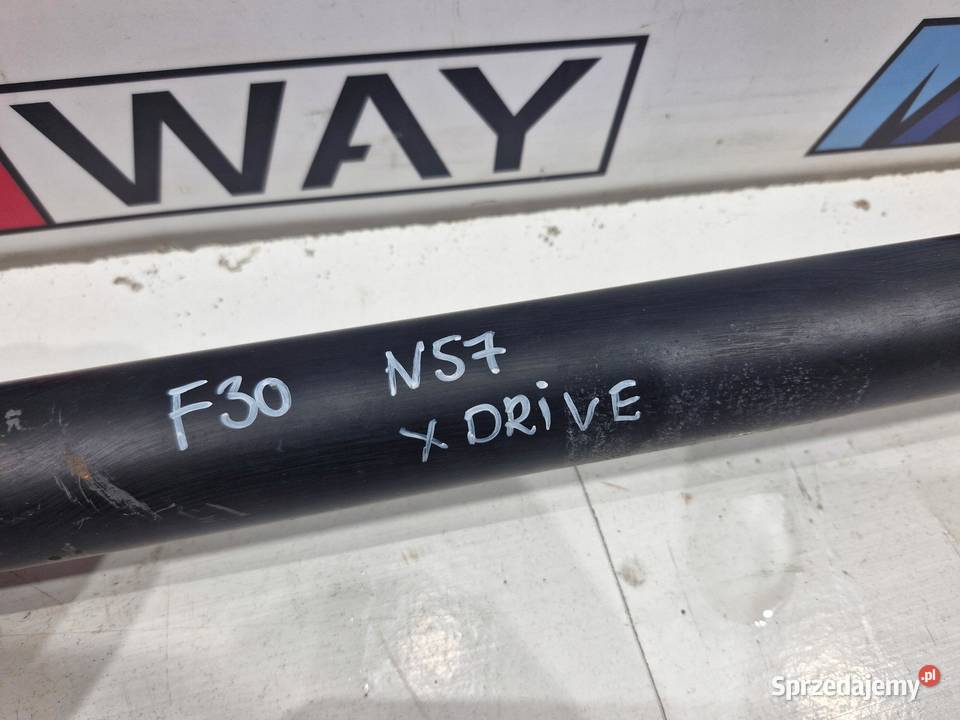 WAY
F30 N57
x DRiVE
Sprzedajemy.pl